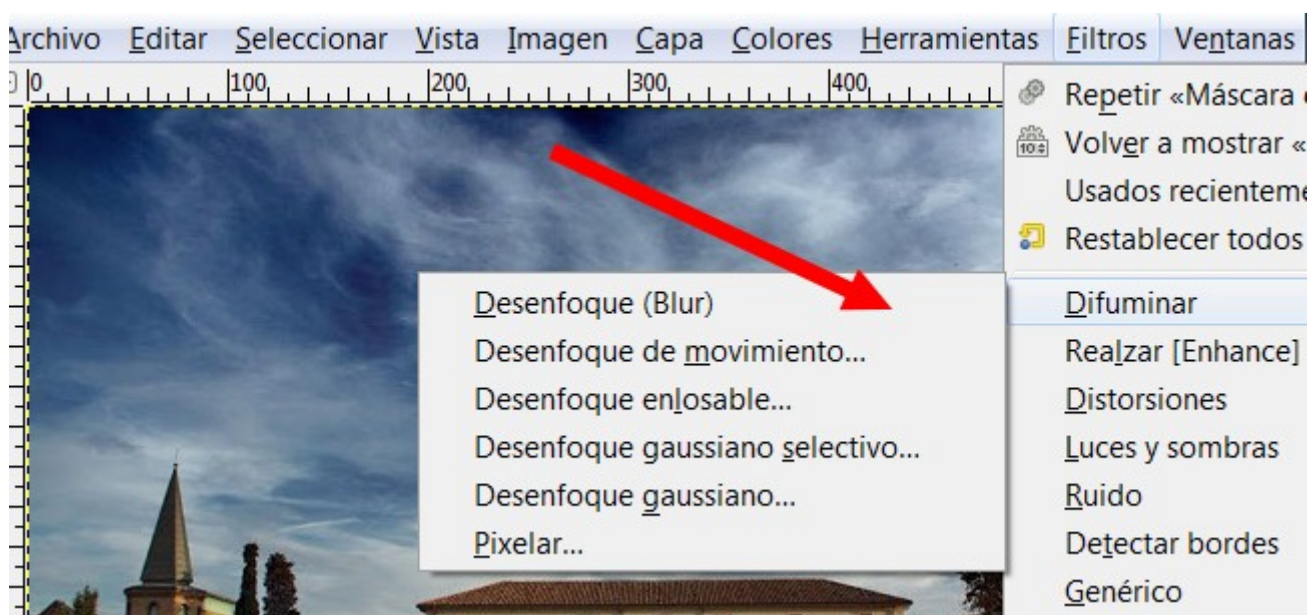 Archivo Editar Seleccionar Vista Imagen Capa Colores Herramientas Filtros Ventanas
0 100 200 300 400
Repetir «Máscara
Volver a mostrar «
Usados recienteme
Restablecer todos
Desenfoque (Blur)
Desenfoque de movimiento...
Desenfoque enlosable...
Desenfoque gaussiano selectivo...
Desenfoque gaussiano...
Pixelar...
Difuminar
Realzar [Enhance]
Distorsiones
Luces y sombras
Ruido
Detectar bordes
Genérico